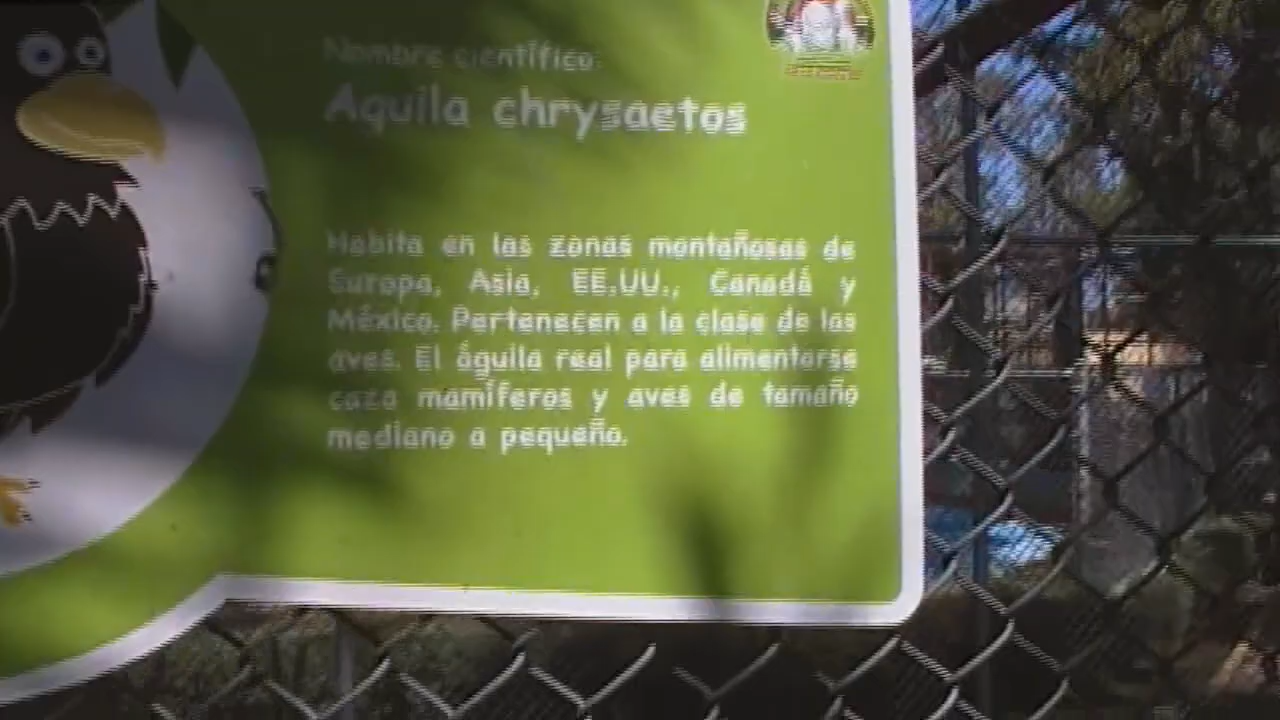 Nombre científico:
Aquila chrysaetos
Habita en las zonas montañosas de
Europa, Asia, EE.UU., Canadá y
México. Pertenecen a la clase de las
aves. El águila real para alimentarse
caza mamíferos y aves de tamaño
mediano a pequeño.